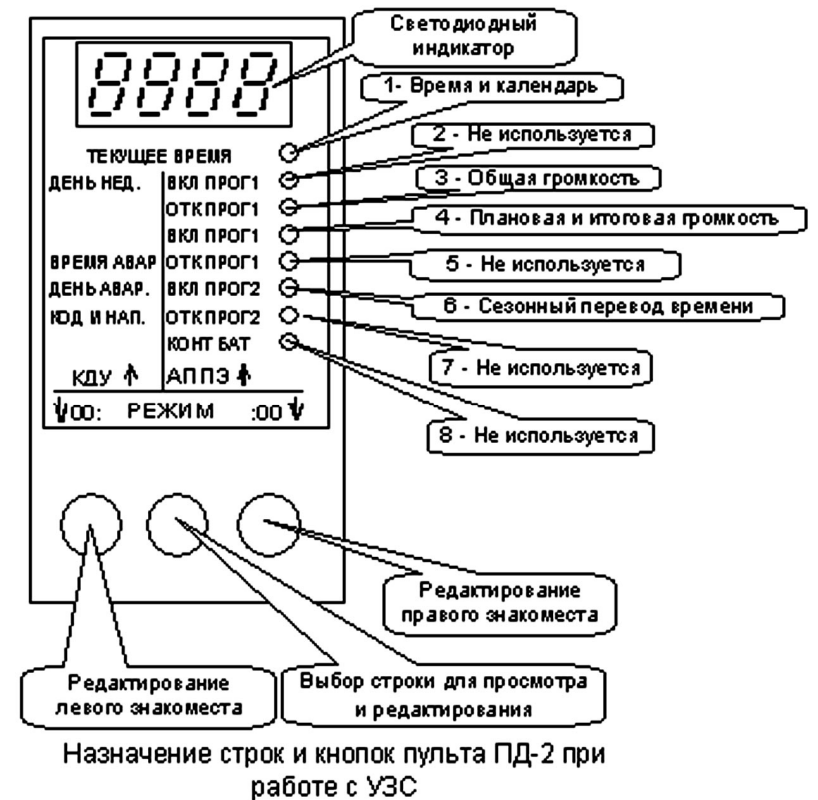 Светодиодный
индикатор
8888
1- Время и календарь
2 - Не используется
3 - Общая громкость
4 - Плановая и итоговая громкость
5 - Не используется
6 - Сезонный перевод времени
7 - Не используется
8 - Не используется
ТЕКУЩЕЕ ВРЕМЯ
ДЕНЬ НЕД. ВКЛ ПРОГ1
ОТКПРОГ1
ВКЛ ПРОГ1
ВРЕМЯ АВАР ОТКПРОГ1
ДЕНЬ АВАР. ВКЛ ПРОГ2
КОД И НАП. ОТКПРОГ2
КОНТ БАТ
КДУ АППЗ
00: РЕЖИМ :00
Редактирование
правого знакоместа
Редактирование
левого знакоместа
Выбор строки для просмотра
и редактирования
Назначение строк и кнопок пульта ПД-2 при
работе с УЗС